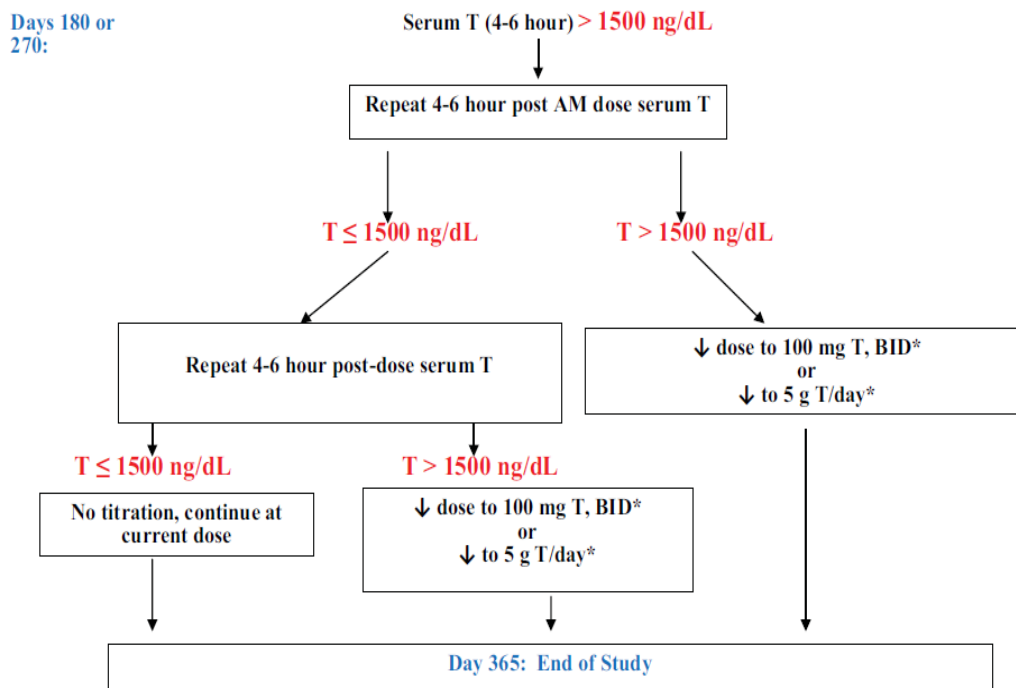 Days 180 or
270:
Serum T (4-6 hour) > 1500 ng/dL
Repeat 4-6 hour post AM dose serum T
T ≤ 1500 ng/dL
T > 1500 ng/dL
Repeat 4-6 hour post-dose serum T
↓ dose to 100 mg T, BID*
or
↓ to 5 g T/day*
T ≤ 1500 ng/dL
T > 1500 ng/dL
No titration, continue at
current dose
↓ dose to 100 mg T, BID*
or
↓ to 5 g T/day*
Day 365: End of Study